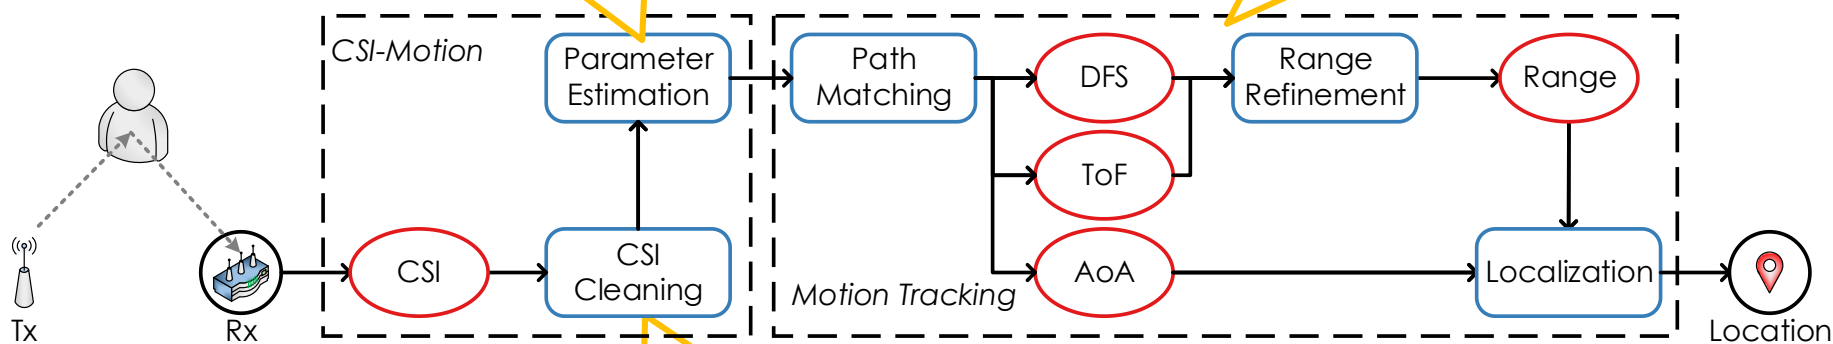 CSI-Motion
Parameter
Estimation
Path
Matching
DFS
Range
Refinement
Range
ToF
CSI
CSI
Cleaning
AoA
Localization
Motion Tracking
Tx
Rx
Location